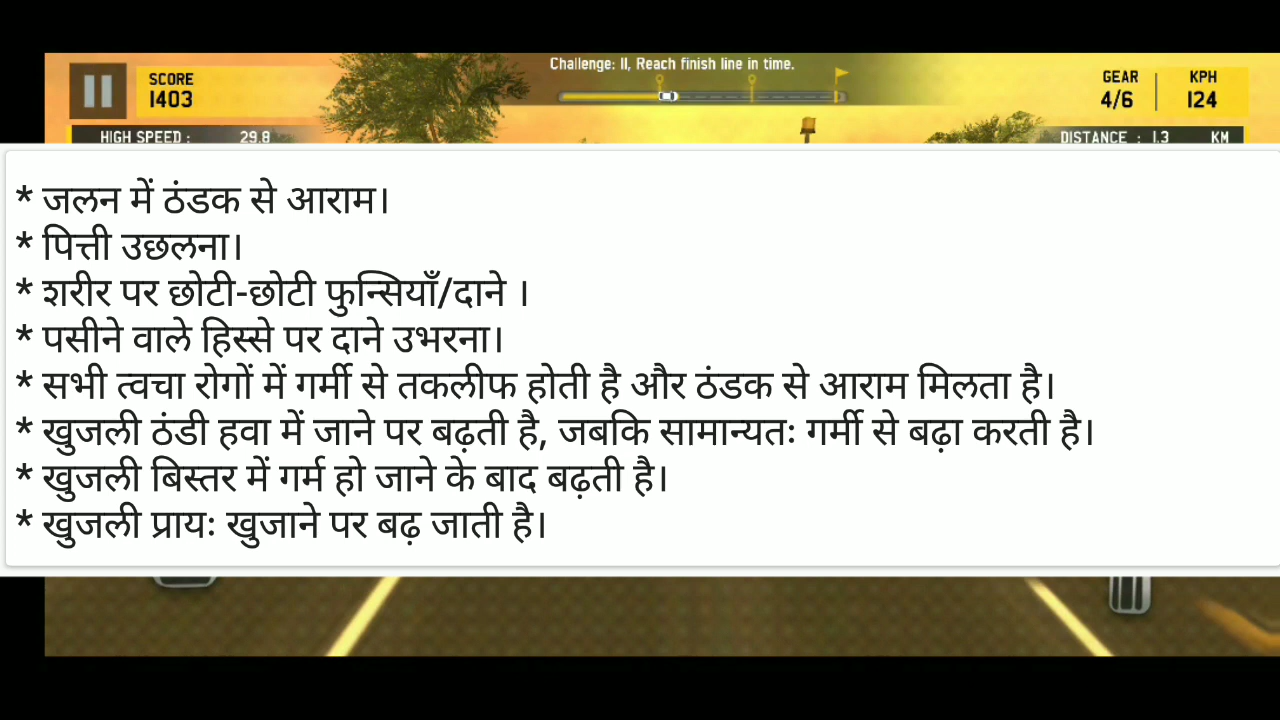 Challenge: II, Reach finish line in time.
SCORE
1403
GEAR
4/6
KPH
124
HIGH SPEED : 29.8
DISTANCE : 1.3 KM
* जलन में ठंडक से आराम।
* पित्ती उछलना।
* शरीर पर छोटी-छोटी फुन्सियाँ/दाने ।
* पसीने वाले हिस्से पर दाने उभरना।
* सभी त्वचा रोगों में गर्मी से तकलीफ होती है और ठंडक से आराम मिलता है।
* खुजली ठंडी हवा में जाने पर बढ़ती है, जबकि सामान्यतः गर्मी से बढ़ा करती है।
* खुजली बिस्तर में गर्म हो जाने के बाद बढ़ती है।
* खुजली प्रायः खुजाने पर बढ़ जाती है।